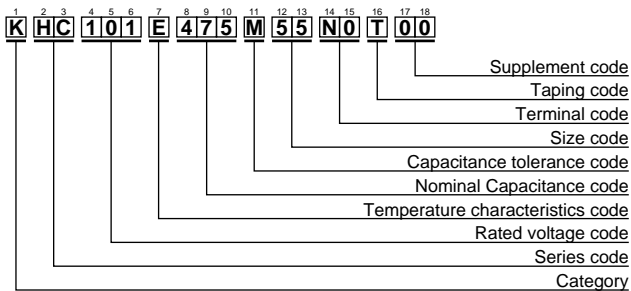 1 2 3 4 5 6 7 8 9 10 11 12 13 14 15 16 17 18
K HC 101 E 475 M 55 N0 T 00
Supplement code
Taping code
Terminal code
Size code
Capacitance tolerance code
Nominal Capacitance code
Temperature characteristics code
Rated voltage code
Series code
Category